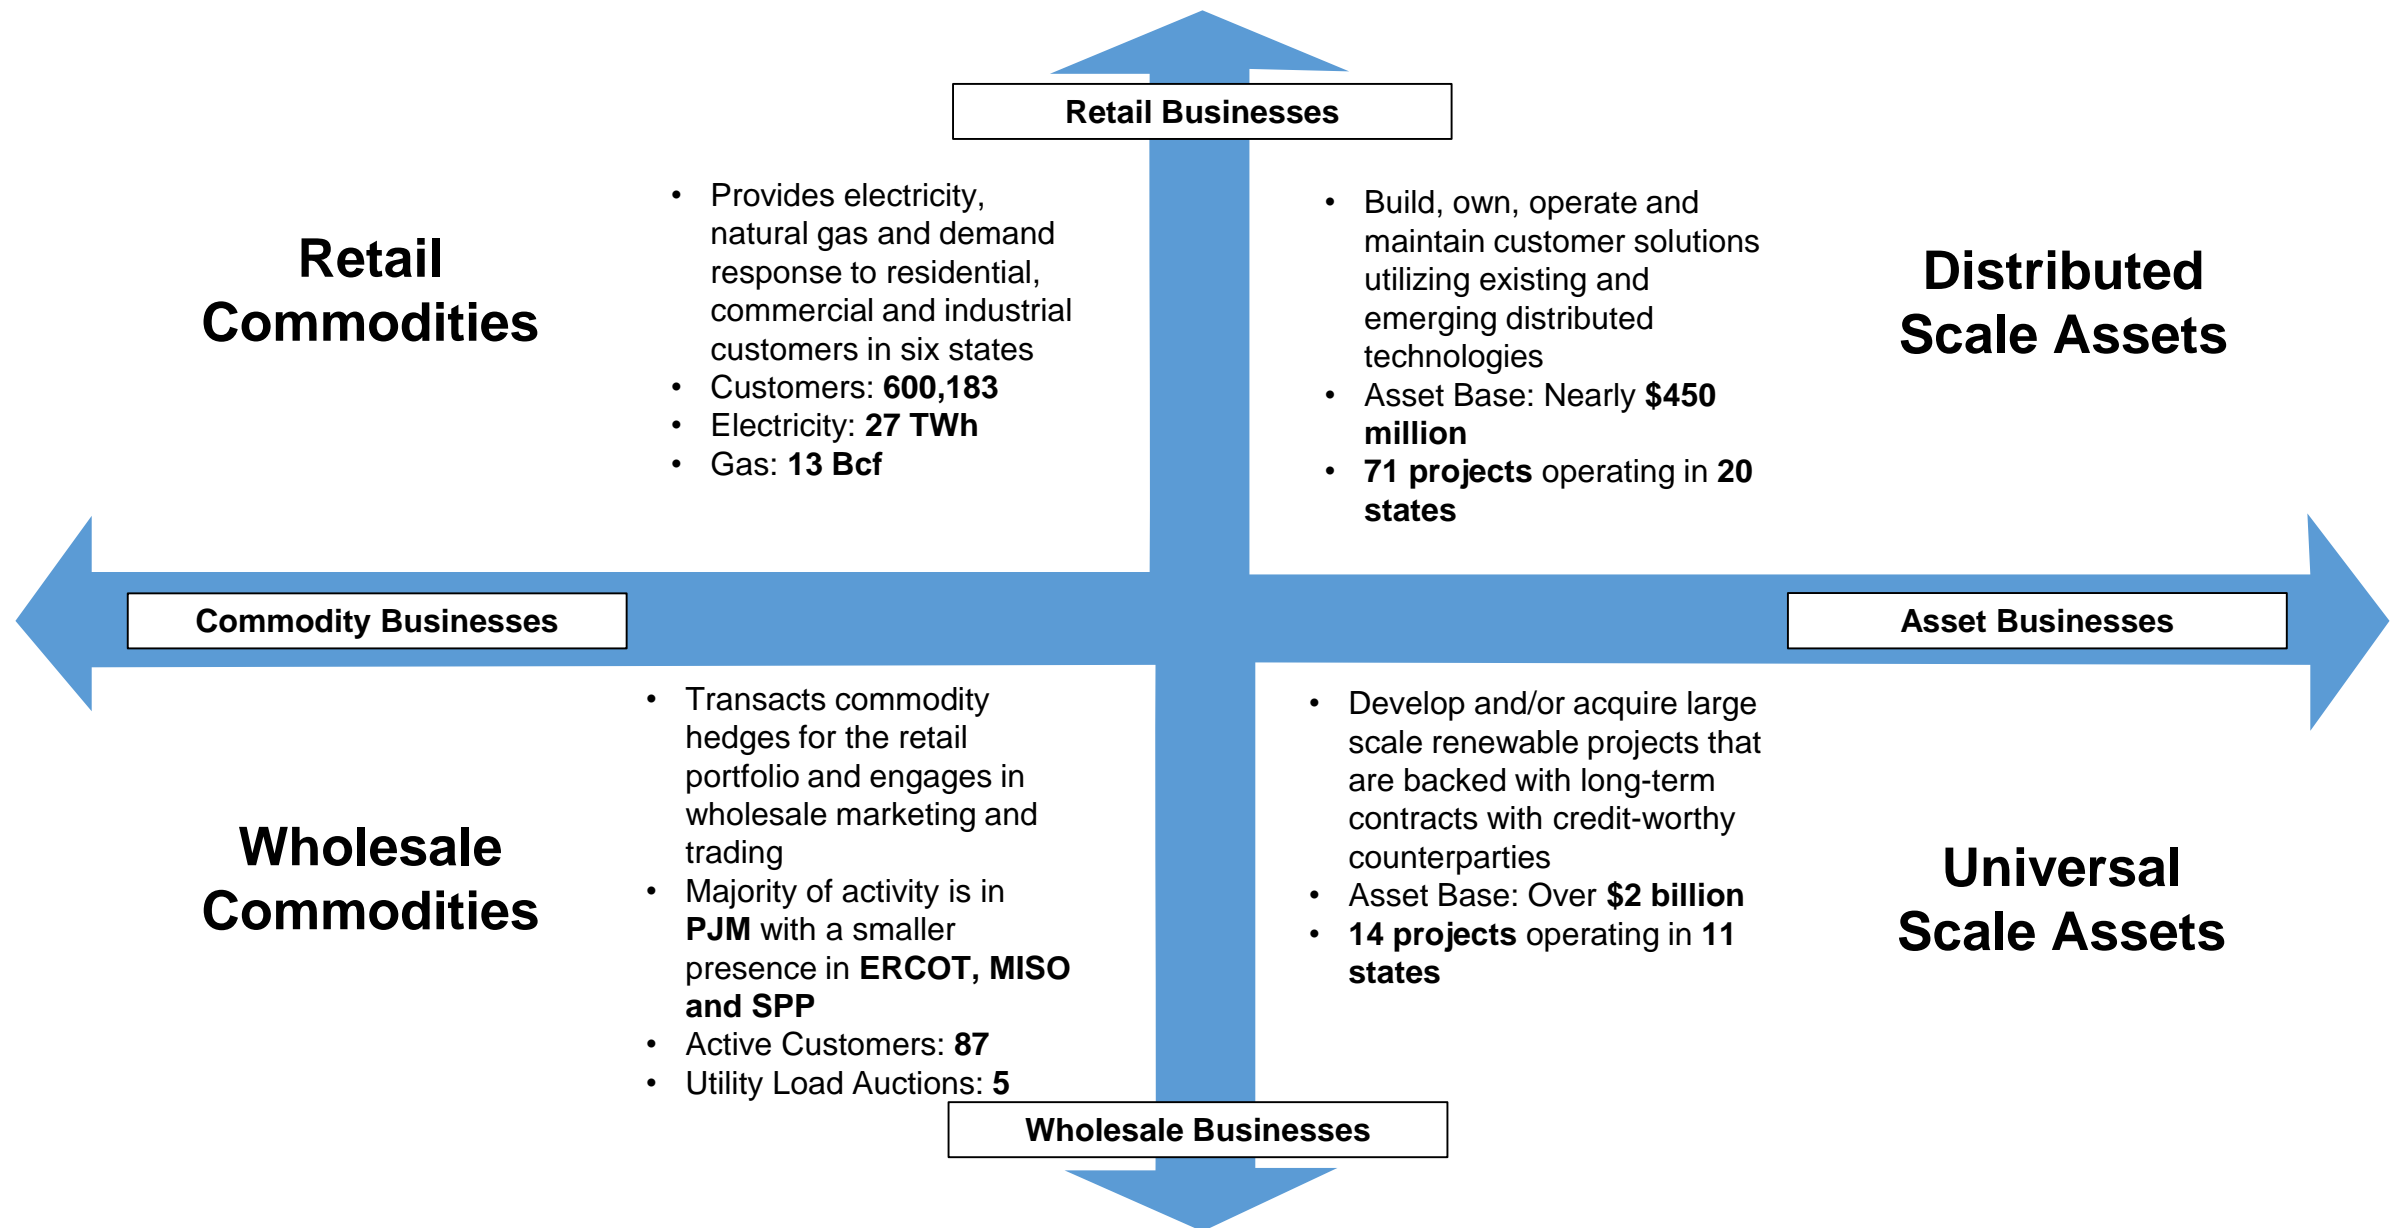 Retail Businesses
Retail
Commodities
• Provides electricity,
natural gas and demand
response to residential,
commercial and industrial
customers in six states
• Customers: 600,183
• Electricity: 27 TWh
• Gas: 13 Bcf
• Build, own, operate and
maintain customer solutions
utilizing existing and
emerging distributed
technologies
• Asset Base: Nearly $450
million
• 71 projects operating in 20
states
Distributed
Scale Assets
Commodity Businesses
Asset Businesses
Wholesale
Commodities
• Transacts commodity
hedges for the retail
portfolio and engages in
wholesale marketing and
trading
• Majority of activity is in
PJM with a smaller
presence in ERCOT, MISO
and SPP
• Active Customers: 87
• Utility Load Auctions: 5
• Develop and/or acquire large
scale renewable projects that
are backed with long-term
contracts with credit-worthy
counterparties
• Asset Base: Over $2 billion
• 14 projects operating in 11
states
Universal
Scale Assets
Wholesale Businesses